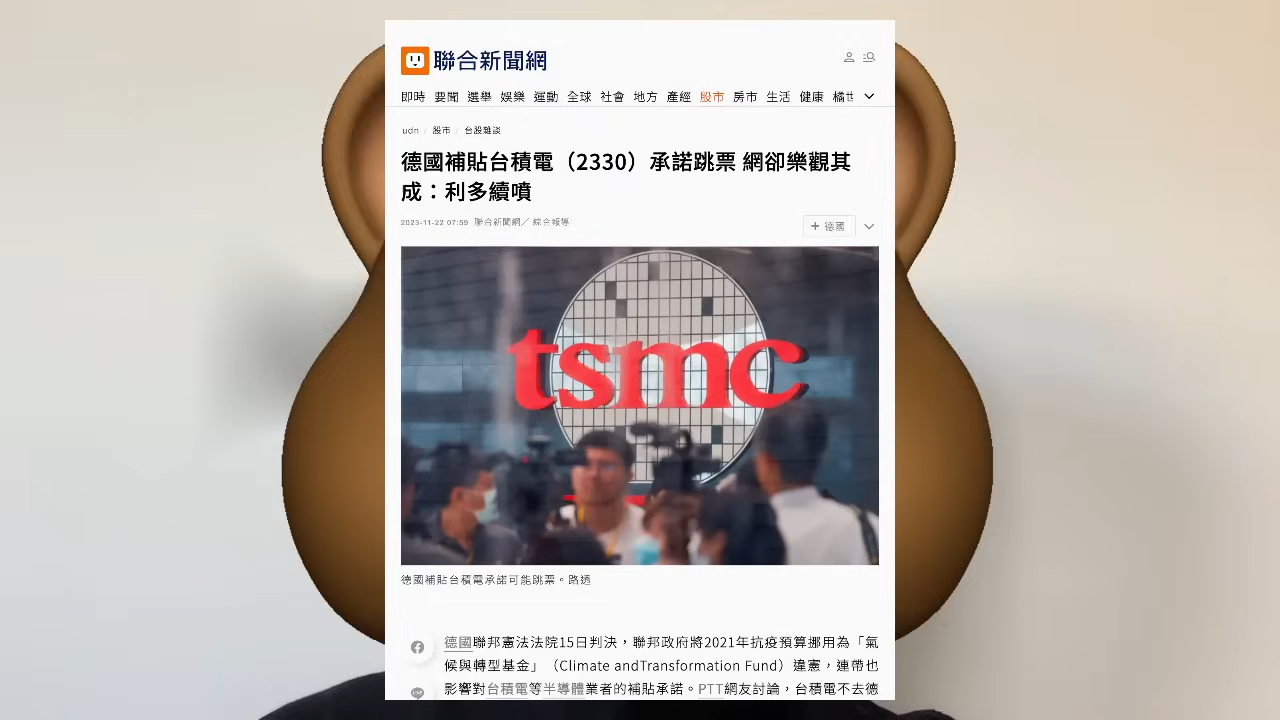 聯合新聞網
即時 要聞 選舉 娛樂 運動 全球 社會 地方 產經 股市 房市 生活 健康 橘世
udn / 股市 / 台股雜談
德國補貼台積電（2330）承諾跳票 網卻樂觀其
成：利多續噴
2023-11-22 07:59 聯合新聞網／ 綜合報導
+ 德國
tsmc
德國補貼台積電承諾可能跳票。路透
德國聯邦憲法法院15日判決，聯邦政府將2021年抗疫預算挪用為「氣
候與轉型基金」（Climate andTransformation Fund）違憲，連帶也
影響對台積電等半導體業者的補貼承諾。PTT網友討論，台積電不去德